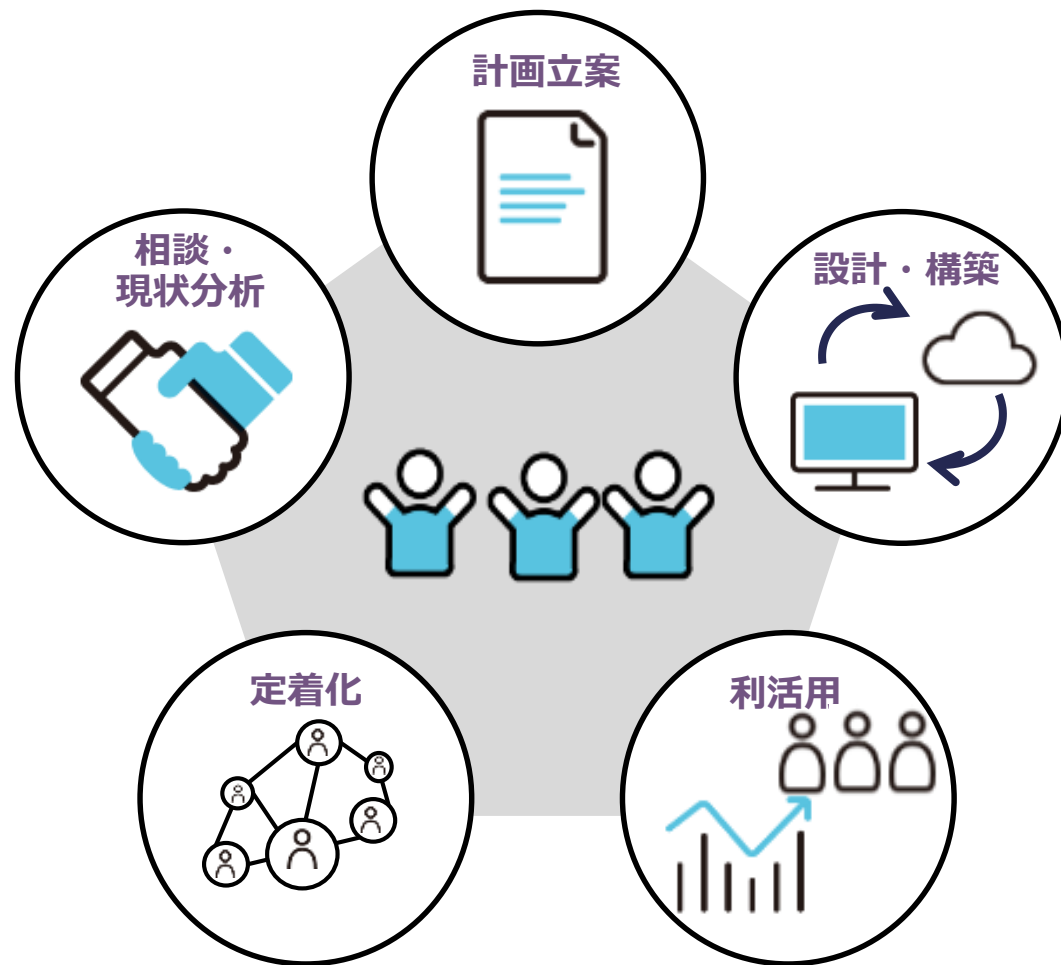 計画立案
相談・
現状分析
設計・構築
定着化
利活用